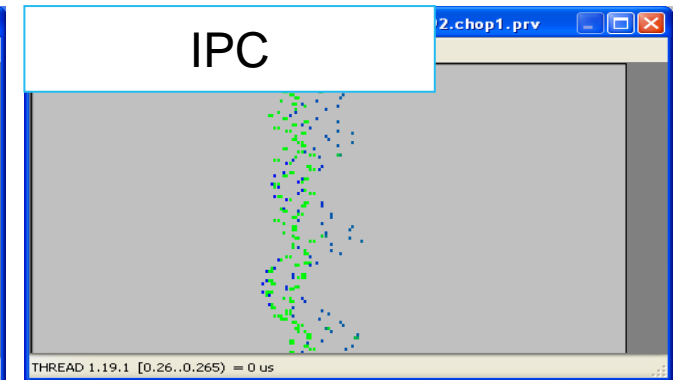 IPC
2.chop1.prv
THREAD 1.19.1 [0.26..0.265) = 0 us